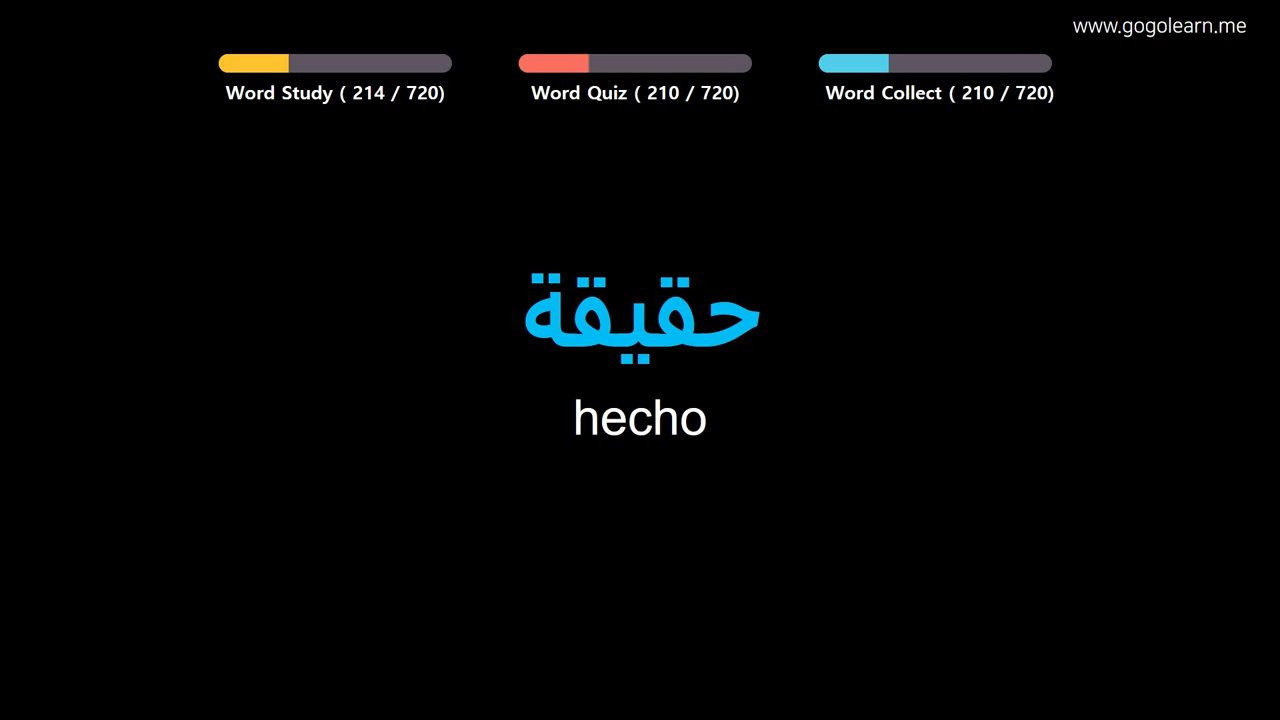 www.gogolearn.me
Word Study ( 214 / 720)
Word Quiz ( 210 / 720)
Word Collect ( 210 / 720)
حقيقة
hecho